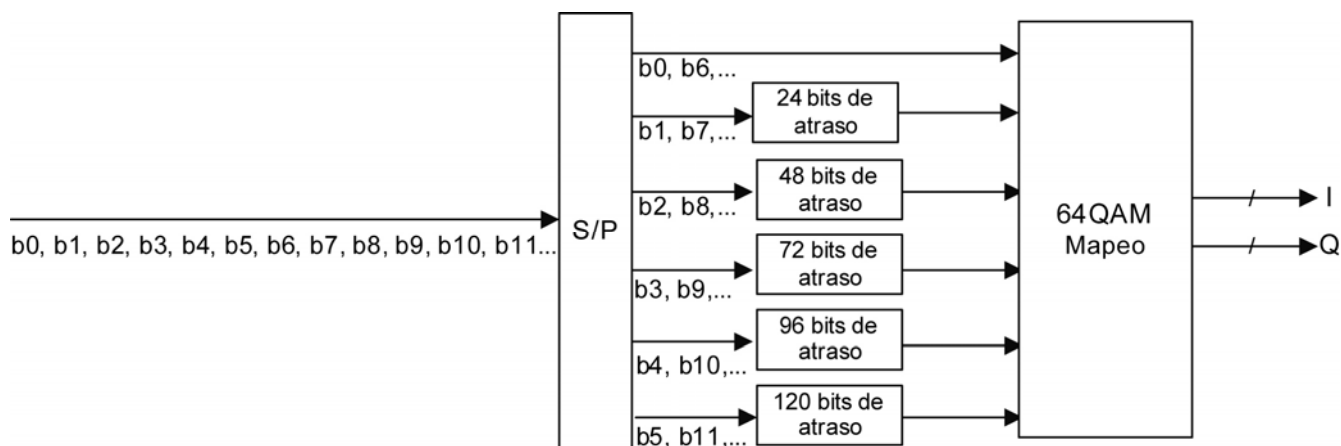 b0, b1, b2, b3, b4, b5, b6, b7, b8, b9, b10, b11...
S/P
b0, b6,...
b1, b7,...
24 bits de
atraso
b2, b8,...
48 bits de
atraso
b3, b9,...
72 bits de
atraso
b4, b10,...
96 bits de
atraso
b5, b11,...
120 bits de
atraso
64QAM
Mapeo
I
Q